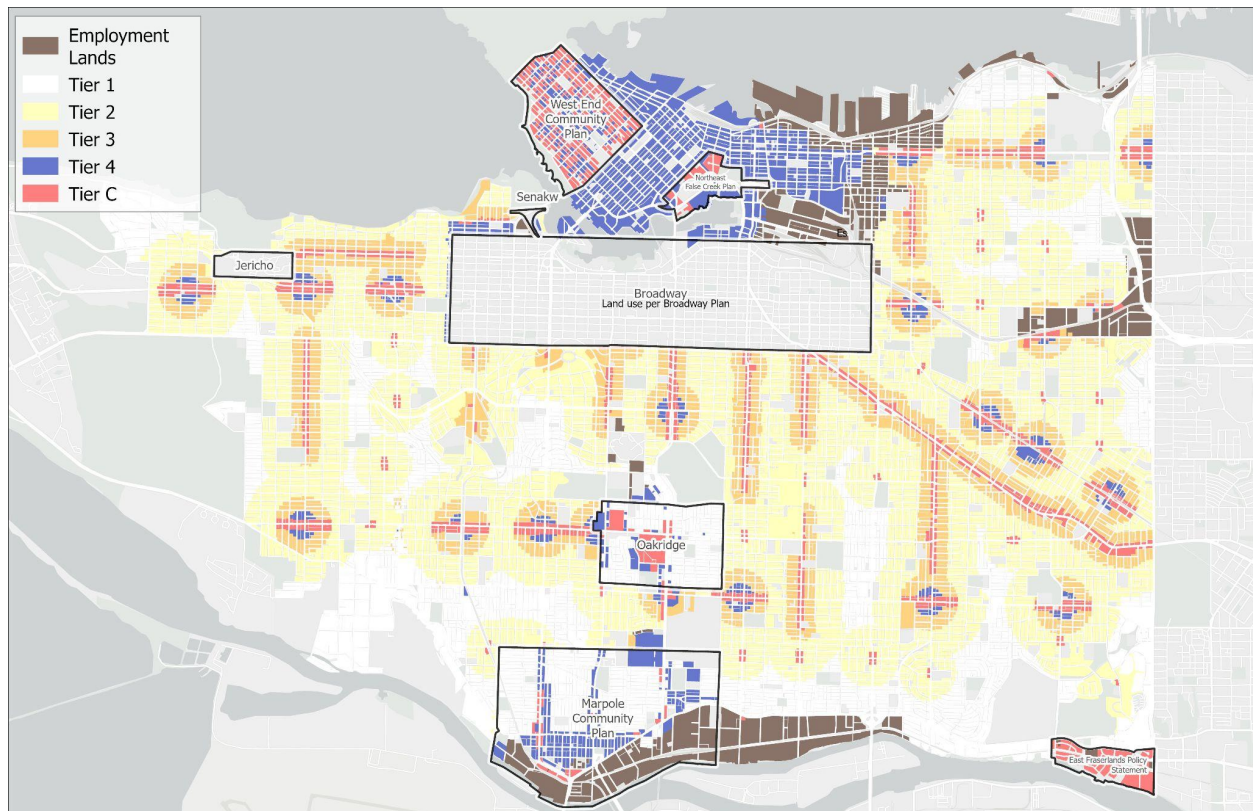 Employment
Lands
Tier 1
Tier 2
Tier 3
Tier 4
Tier C
West End
Community
Plan
Northeast
False Creek Plan
Senakw
Jericho
Broadway
Land use per Broadway Plan
Oakridge
Marpole
Community
Plan
East Fraserlands Policy
Statement